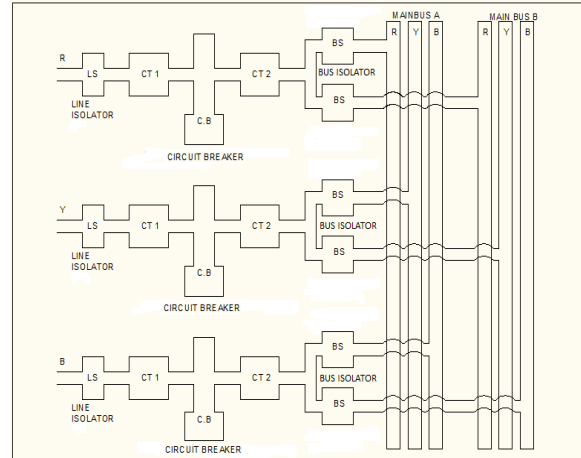 MAINBUS A
MAIN BUS B
R
BS
R Y B
R Y B
LS
CT 1
CT 2
BUS ISOLATOR
LINE
ISOLATOR
BS
C.B
CIRCUIT BREAKER
Y
BS
LS
CT 1
CT 2
BUS ISOLATOR
LINE
ISOLATOR
BS
C.B
CIRCUIT BREAKER
B
BS
LS
CT 1
CT 2
BUS ISOLATOR
LINE
ISOLATOR
BS
C.B
CIRCUIT BREAKER